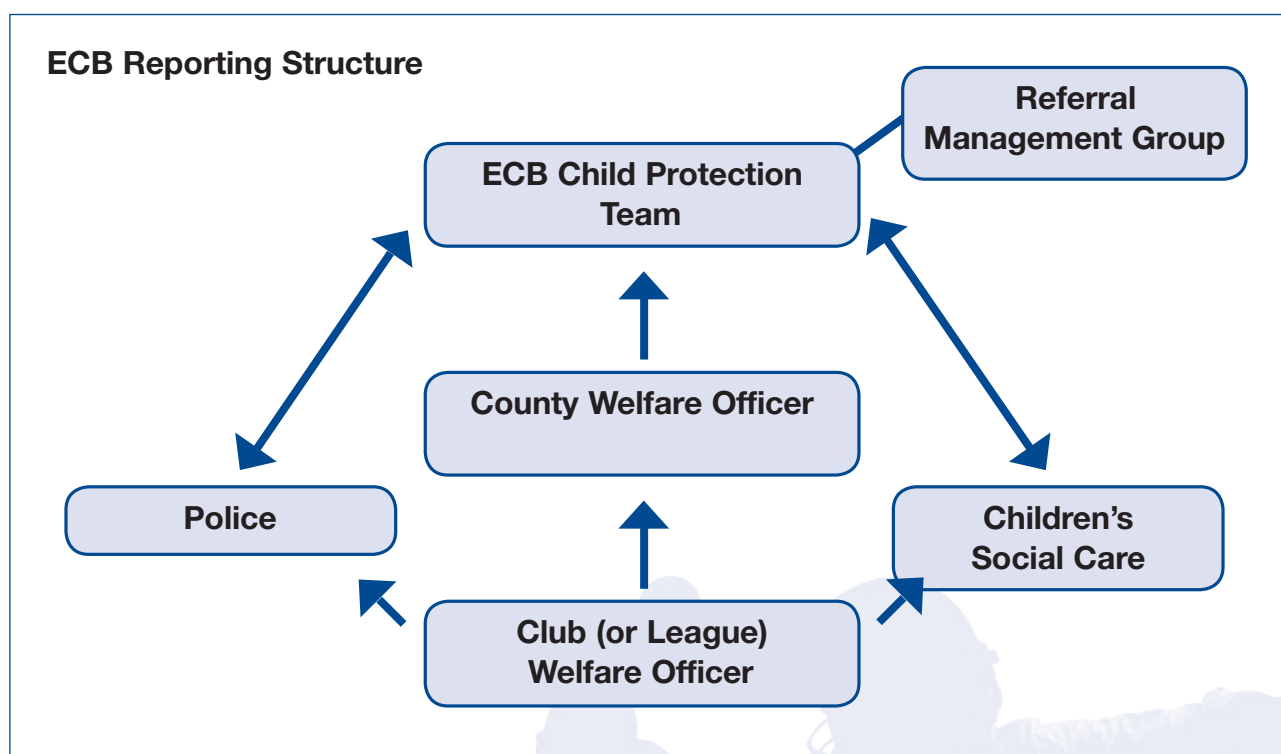 ECB Reporting Structure
Referral
Management Group
ECB Child Protection
Team
County Welfare Officer
Police
Children’s
Social Care
Club (or League)
Welfare Officer